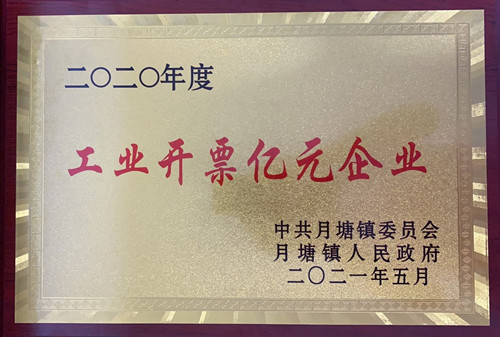 二〇二〇年度
工业开票亿元企业
中共月塘镇委员会
月塘镇人民政府
二〇二一年五月